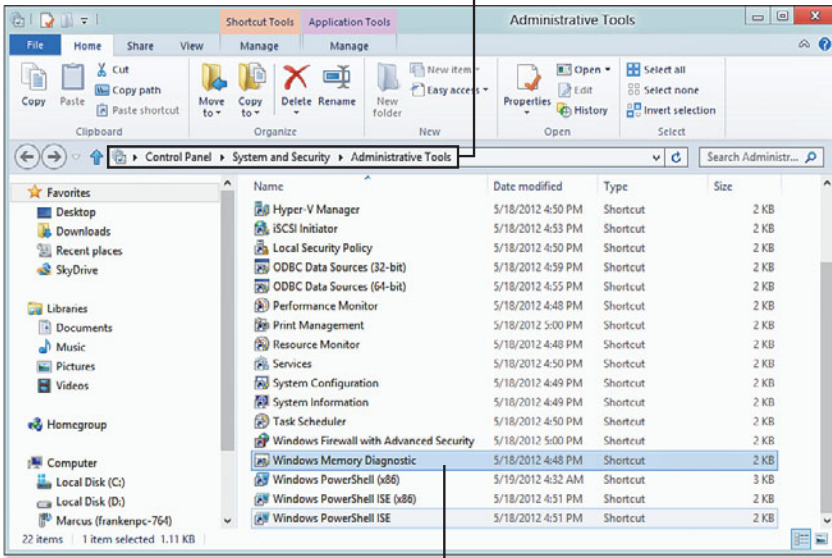 Shortcut Tools Application Tools Administrative Tools
File Home Share View Manage Manage
Copy
Paste
Cut
Copy path
Paste shortcut
Clipboard
Move to
Copy to
Delete
Rename
Organize
New folder
New item
Easy access
New
Properties
Open
Edit
History
Open
Select all
Select none
Invert selection
Select
Control Panel System and Security Administrative Tools
Search Administr...
Favorites
Desktop
Downloads
Recent places
SkyDrive
Libraries
Documents
Music
Pictures
Videos
Homegroup
Computer
Local Disk (C:)
Local Disk (D:)
Marcus (frankenpc-764)
Name Date modified Type Size
Hyper-V Manager 5/18/2012 4:50 PM Shortcut 2 KB
iSCSI Initiator 5/18/2012 4:53 PM Shortcut 2 KB
Local Security Policy 5/18/2012 4:50 PM Shortcut 2 KB
ODBC Data Sources (32-bit) 5/18/2012 4:59 PM Shortcut 2 KB
ODBC Data Sources (64-bit) 5/18/2012 4:55 PM Shortcut 2 KB
Performance Monitor 5/18/2012 4:48 PM Shortcut 2 KB
Print Management 5/18/2012 5:00 PM Shortcut 2 KB
Resource Monitor 5/18/2012 4:48 PM Shortcut 2 KB
Services 5/18/2012 4:50 PM Shortcut 2 KB
System Configuration 5/18/2012 4:49 PM Shortcut 2 KB
System Information 5/18/2012 4:49 PM Shortcut 2 KB
Task Scheduler 5/18/2012 4:50 PM Shortcut 2 KB
Windows Firewall with Advanced Security 5/18/2012 5:00 PM Shortcut 2 KB
Windows Memory Diagnostic 5/18/2012 4:48 PM Shortcut 2 KB
Windows PowerShell (x86) 5/19/2012 4:32 AM Shortcut 3 KB
Windows PowerShell ISE (x86) 5/18/2012 4:51 PM Shortcut 2 KB
Windows PowerShell ISE 5/18/2012 4:51 PM Shortcut 2 KB
22 items 1 item selected 1.11 KB